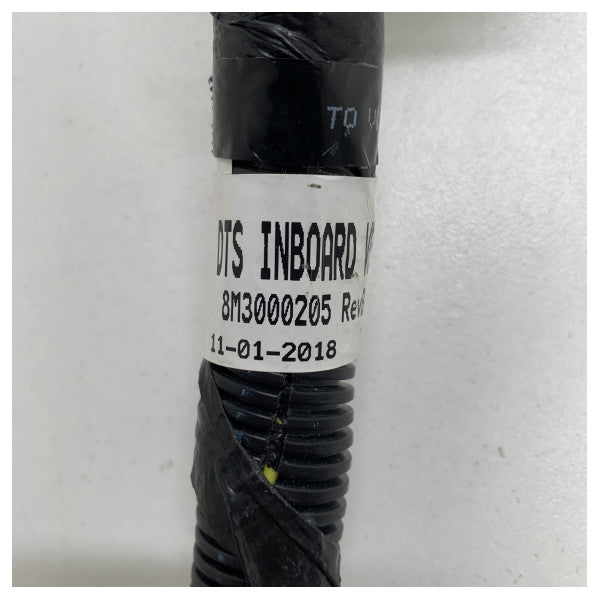 TO
DTS INBOARD
8M3000205 Rev
11-01-2018